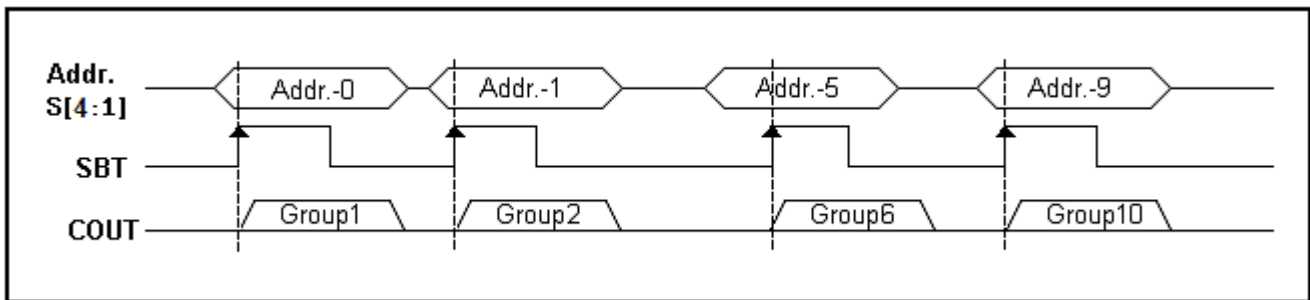 Addr.
S[4:1]
Addr.-0 Addr.-1 Addr.-5 Addr.-9
SBT
COUT
Group1 Group2 Group6 Group10